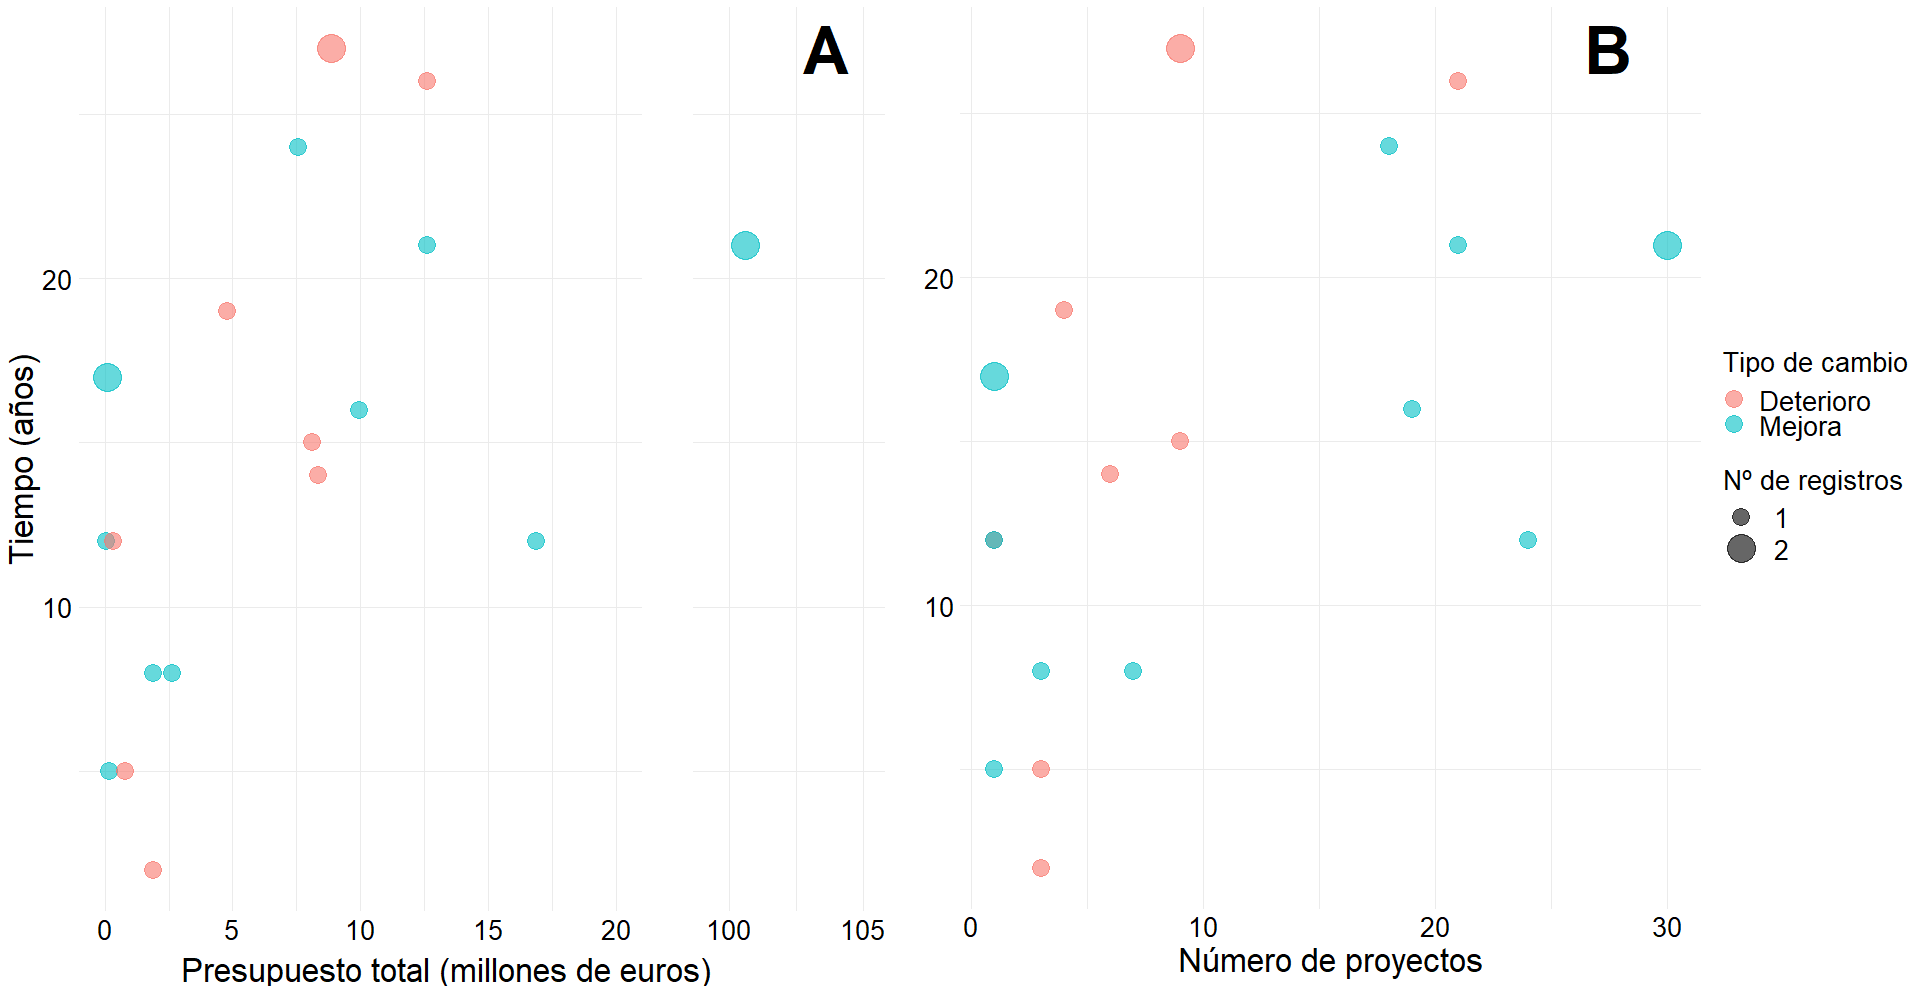 A
B
20
10
Tiempo (años)
0 5 10 15 20 100 105
Presupuesto total (millones de euros)
20
10
0 10 20 30
Número de proyectos
Tipo de cambio
Deterioro
Mejora
Nº de registros
1
2